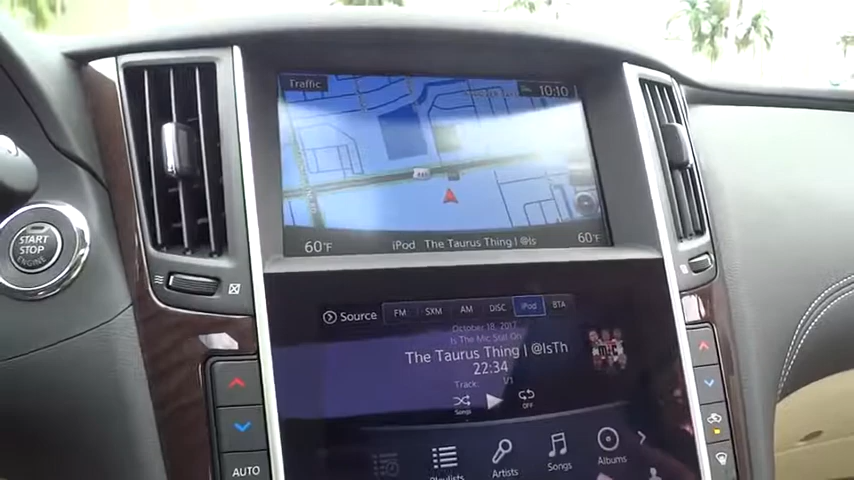 Traffic
10:10
60°F iPod The Taurus Thing | @Is 60°F
ENGINE
START
STOP
Source FM SXM AM DISC iPod BTA
October 18, 2017
Is The Mic Still On
The Taurus Thing | @IsTh
22:34
Track: 1/1
Songs OFF
Playlists Artists Songs Albums
AUTO